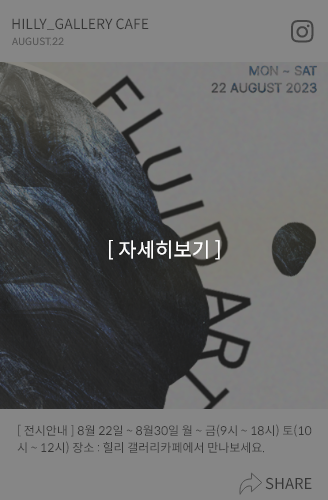 HILLY_GALLERY CAFE
AUGUST.22
MON ~ SAT
22 AUGUST 2023
FLUID ART
[ 자세히보기 ]
[ 전시안내 ] 8월 22일 ~ 8월30일 월 ~ 금(9시 ~ 18시) 토(10
시 ~ 12시) 장소 : 힐리 갤러리카페에서 만나보세요.
SHARE